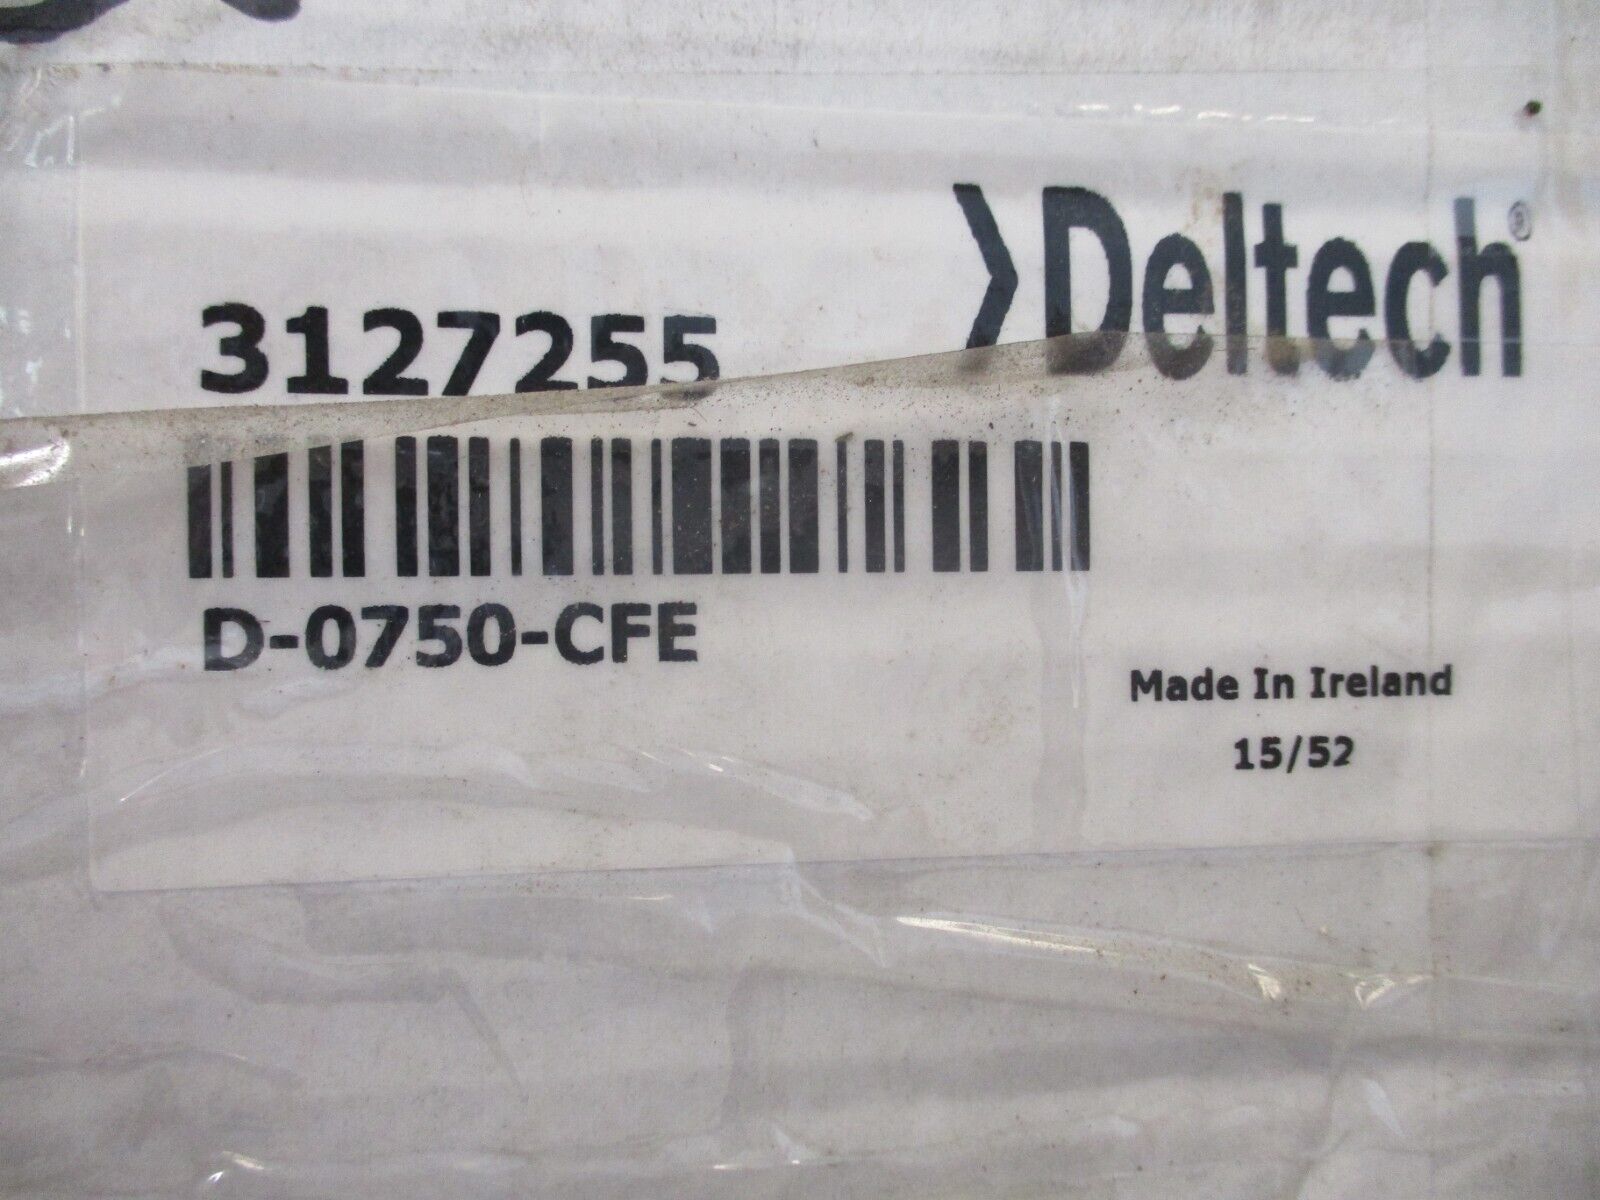 Deltech®
3127255
D-0750-CFE
Made In Ireland
15/52